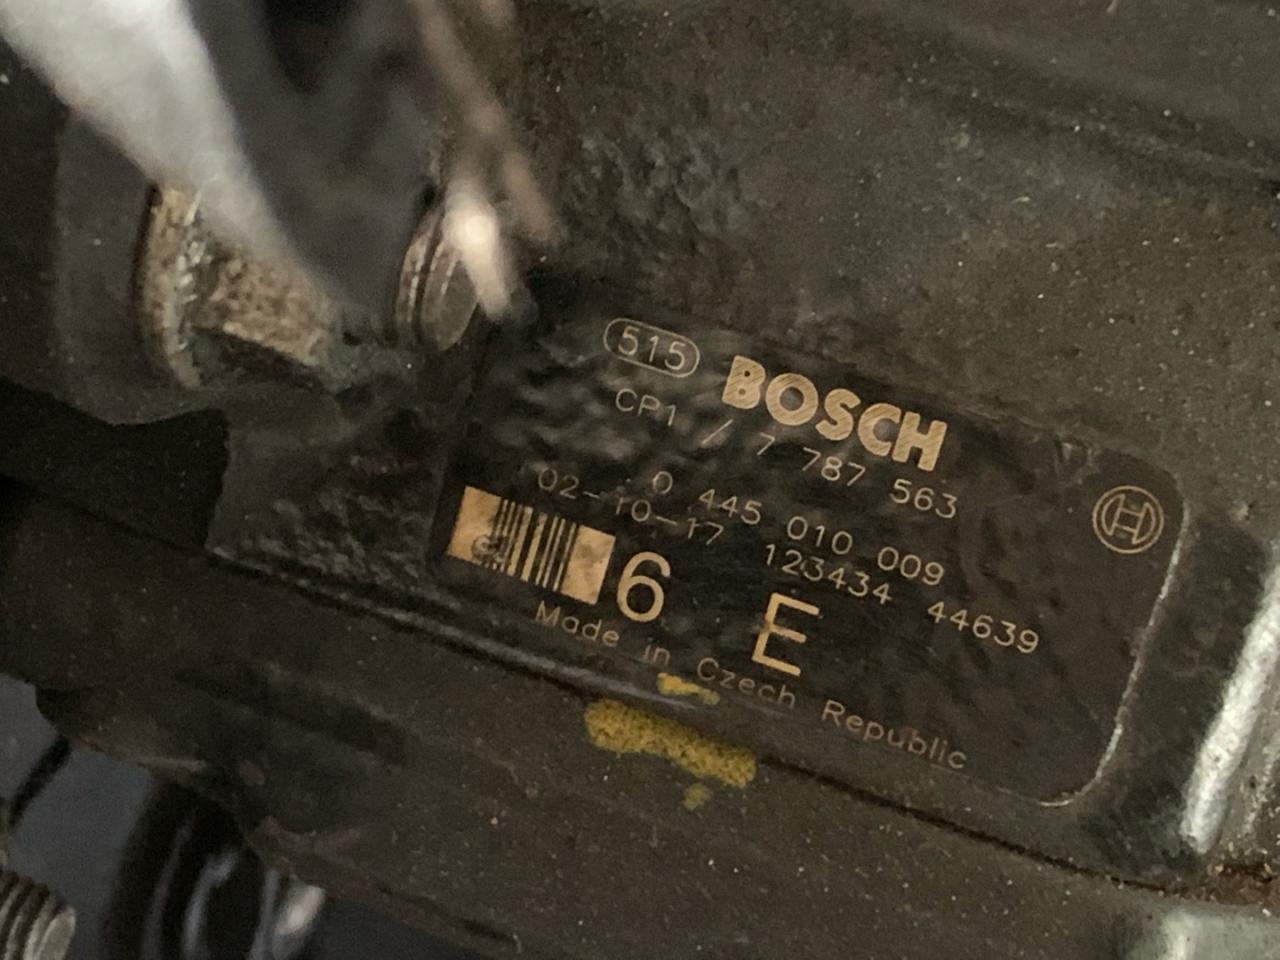 515 BOSCH
CP1 / 7 787 563
0 445 010 009
02-10-17 123434 44639
6 E
Made in Czech Republic